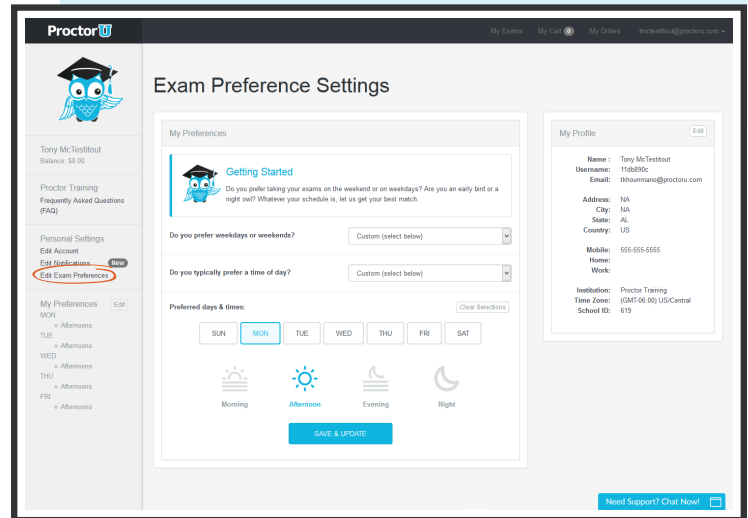 ProctorU
My Exams
My Cart 0
My Orders
tmctestitout@proctoru.com
Tony McTestitout
Balance: $0.00
Proctor Training
Frequently Asked Questions
(FAQ)
Personal Settings
Edit Account
Edit Notifications New
Edit Exam Preferences
My Preferences Edit
MON
Afternoons
TUE
Afternoons
WED
Afternoons
THU
Afternoons
FRI
Afternoons
Exam Preference Settings
My Preferences
Getting Started
Do you prefer taking your exams on the weekend or on weekdays? Are you an early bird or a
night owl? Whatever your schedule is, let us get your best match.
Do you prefer weekdays or weekends? Custom (select below)
Do you typically prefer a time of day? Custom (select below)
Preferred days & times: Clear Selections
SUN MON TUE WED THU FRI SAT
Morning Afternoon Evening Night
SAVE & UPDATE
My Profile Edit
Name : Tony McTestitout
Username: 11db890c
Email: tkhounmano@proctoru.com
Address: NA
City: NA
State: AL
Country: US
Mobile: 555-555-5555
Home:
Work:
Institution: Proctor Training
Time Zone: (GMT-06:00) US/Central
School ID: 619
Need Support? Chat Now!